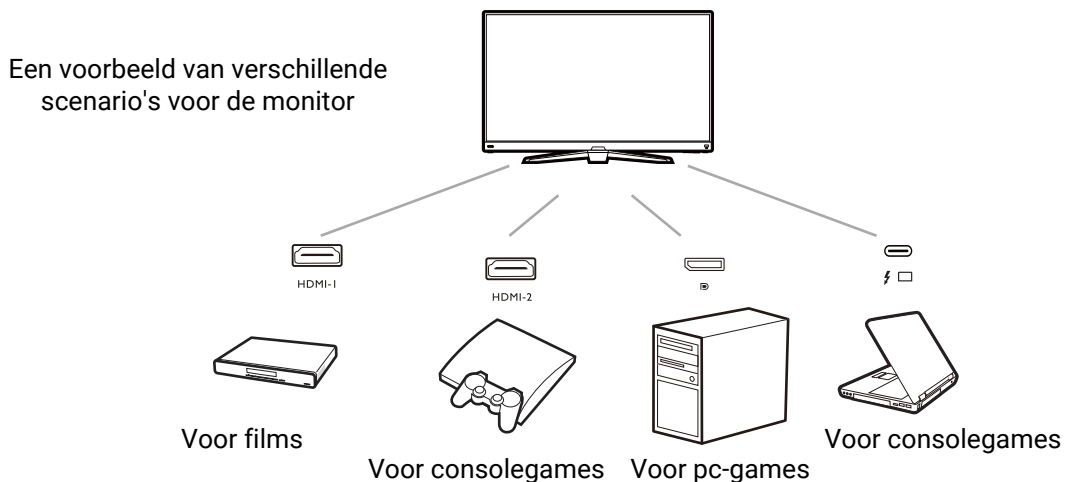 Een voorbeeld van verschillende
scenario's voor de monitor
HDMI-1
HDMI-2
Voor films
Voor consolegames
Voor pc-games
Voor consolegames